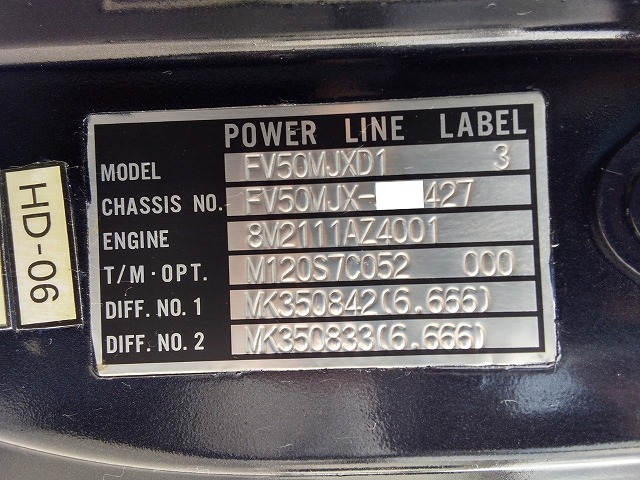 POWER LINE LABEL
MODEL FV50MJXD1 3
CHASSIS NO. FV50MJX- 427
ENGINE 8M2111AZ4001
T/M·OPT. M120S7C052 000
DIFF. NO. 1 MK350842(6.666)
DIFF. NO. 2 MK350833(6.666)
HD-06